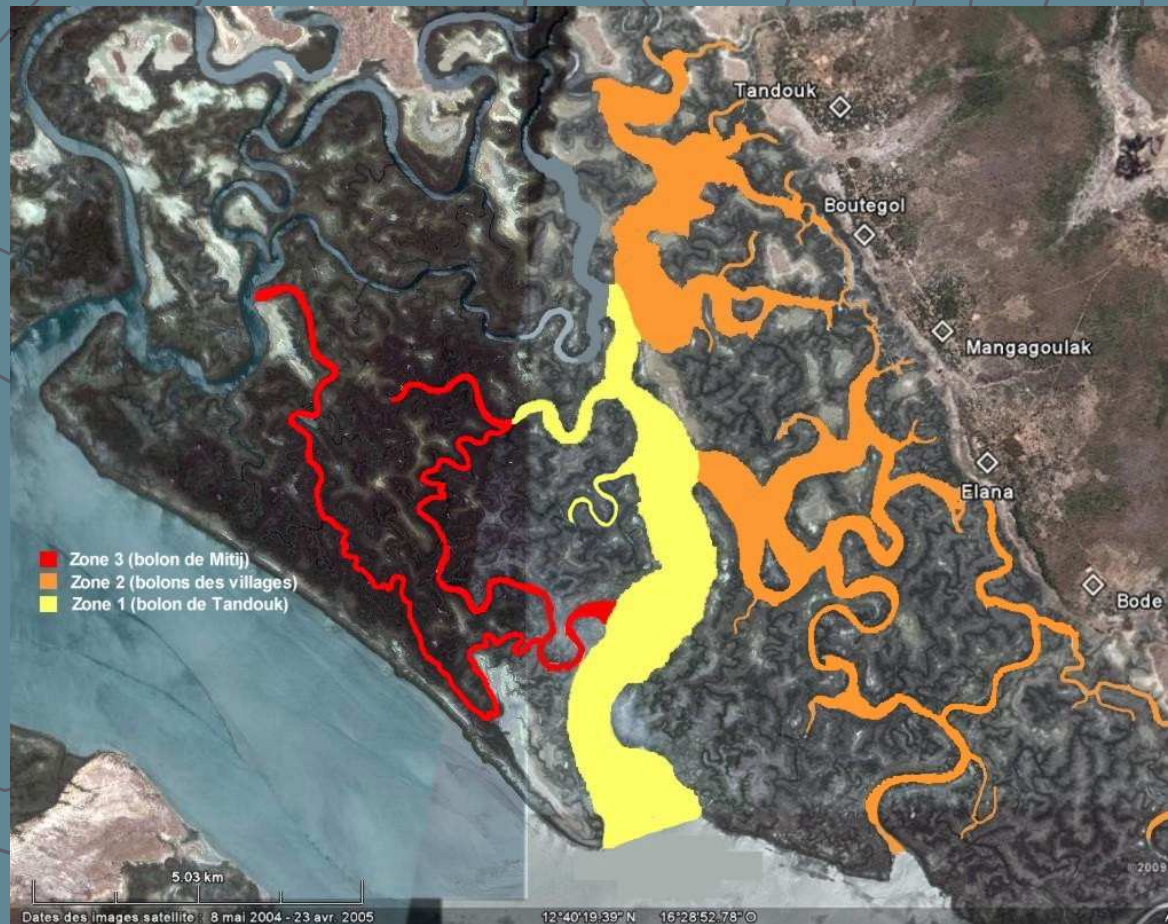 Tandouk
Boutegol
Mangagoulak
Elana
Bode
Zone 3 (bolon de Mitij)
Zone 2 (bolons des villages)
Zone 1 (bolon de Tandouk)
5.03 km
©2009
Dates des images satellite : 8 mai 2004 - 23 avr. 2005
12°40'19.39" N 16°28'52.78" O